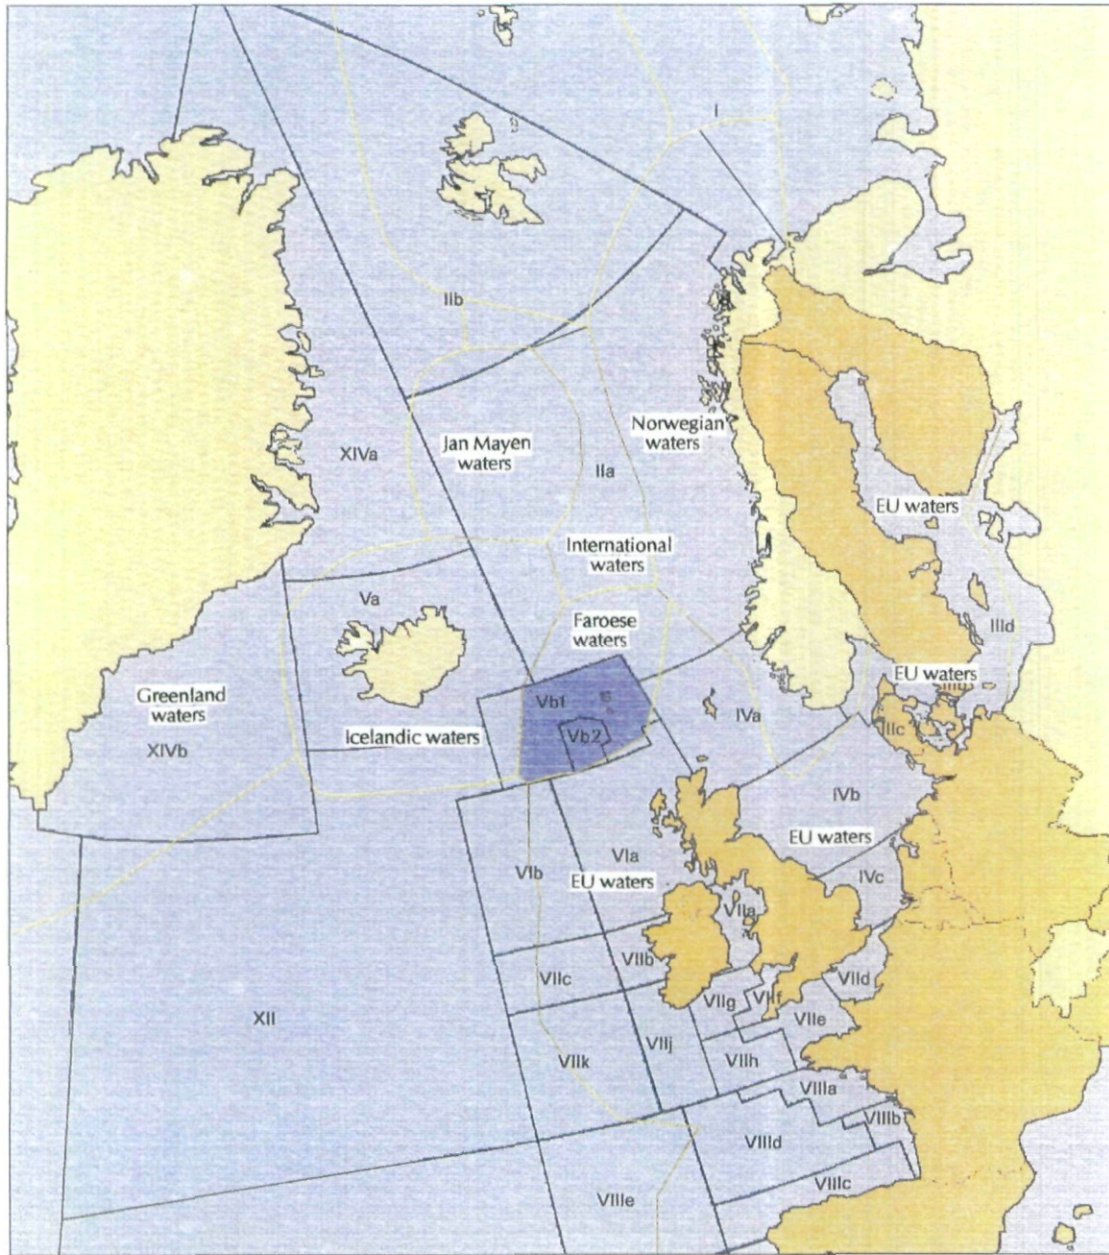 I
IIb
Norwegian
waters
Jan Mayen
waters
XIVa
IIa
EU waters
International
waters
Va
Faroese
waters
IIId
EU waters
Greenland
waters
Vb1
IVa
Icelandic waters
Vb2
IIIc
XIVb
IVb
EU waters
VIa
VIb
EU waters
IVc
VIIa
VIIb
VIIc
VIId
VIIg
VIIf
XII
VIIe
VIIj
VIIk
VIIh
VIIIa
VIIIb
VIIId
VIIIc
VIIIe